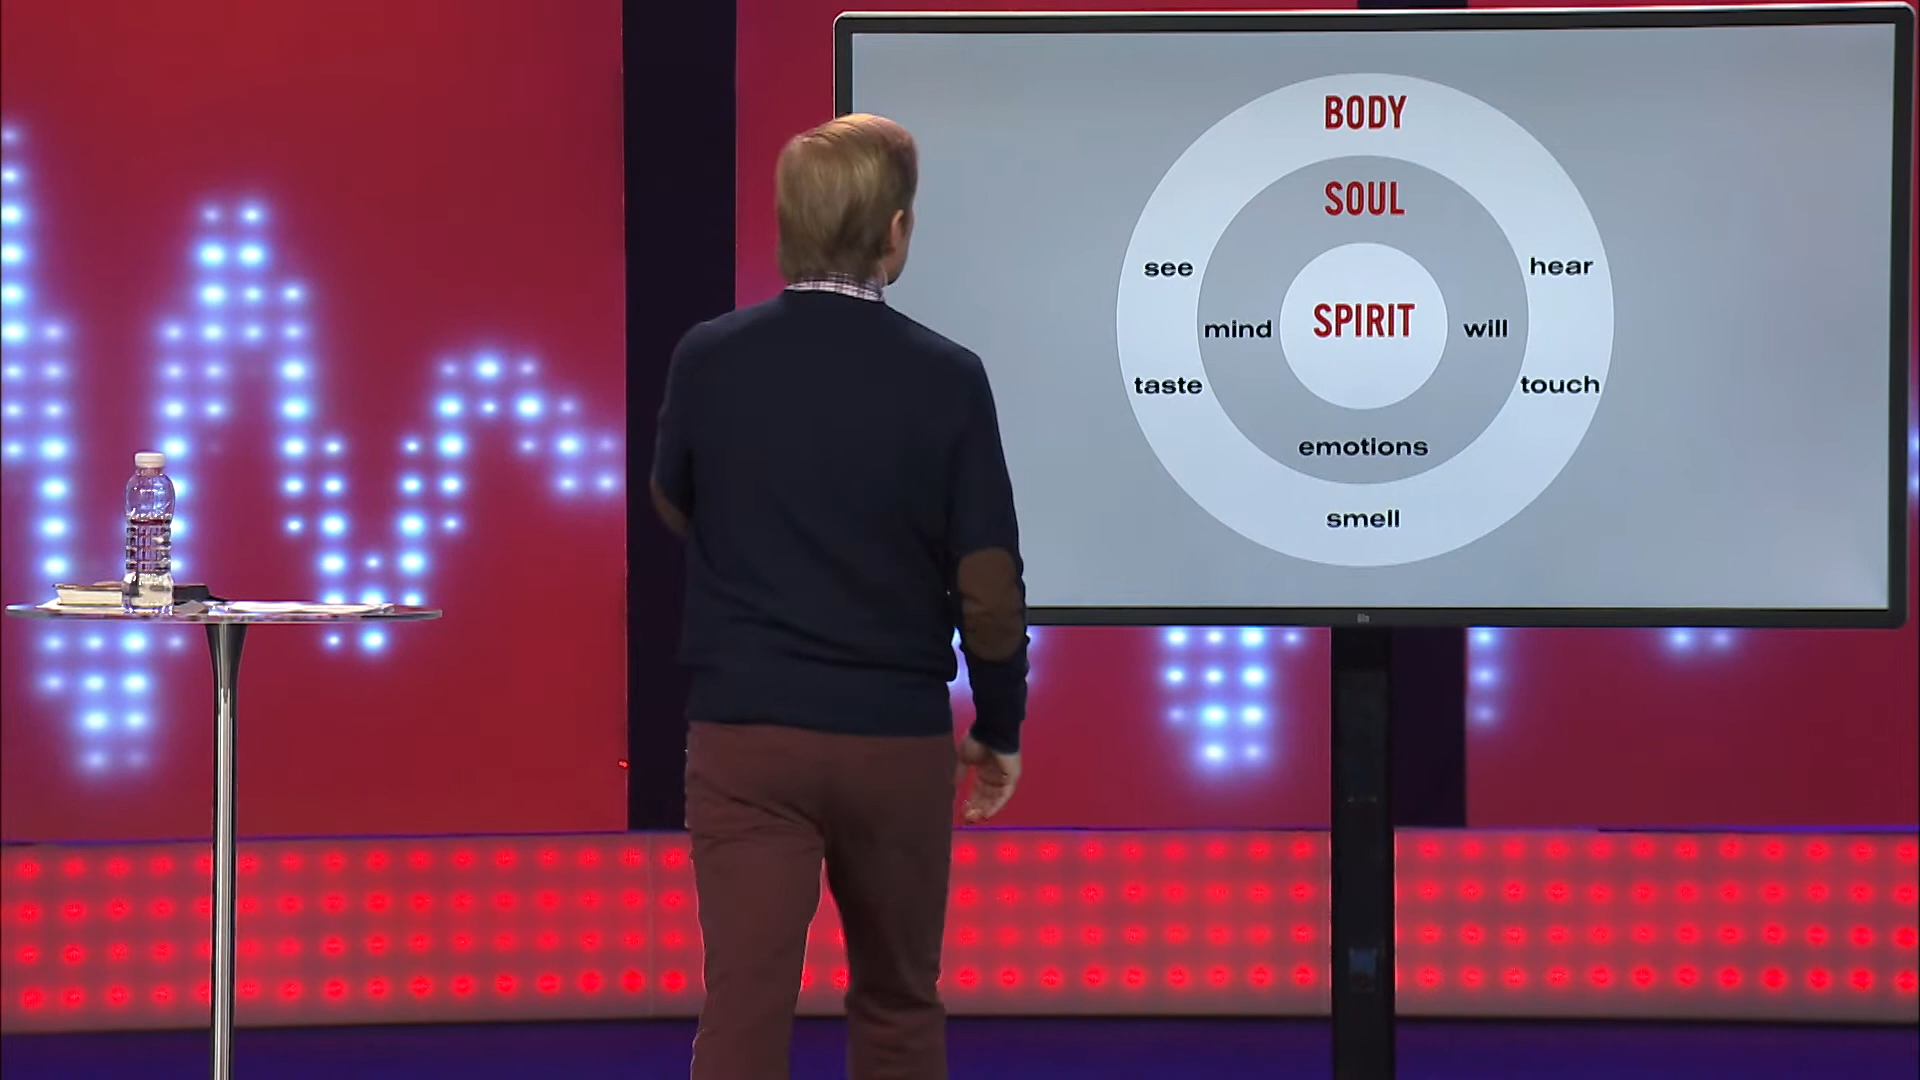 BODY
SOUL
see
hear
mind
SPIRIT
will
taste
touch
emotions
smell